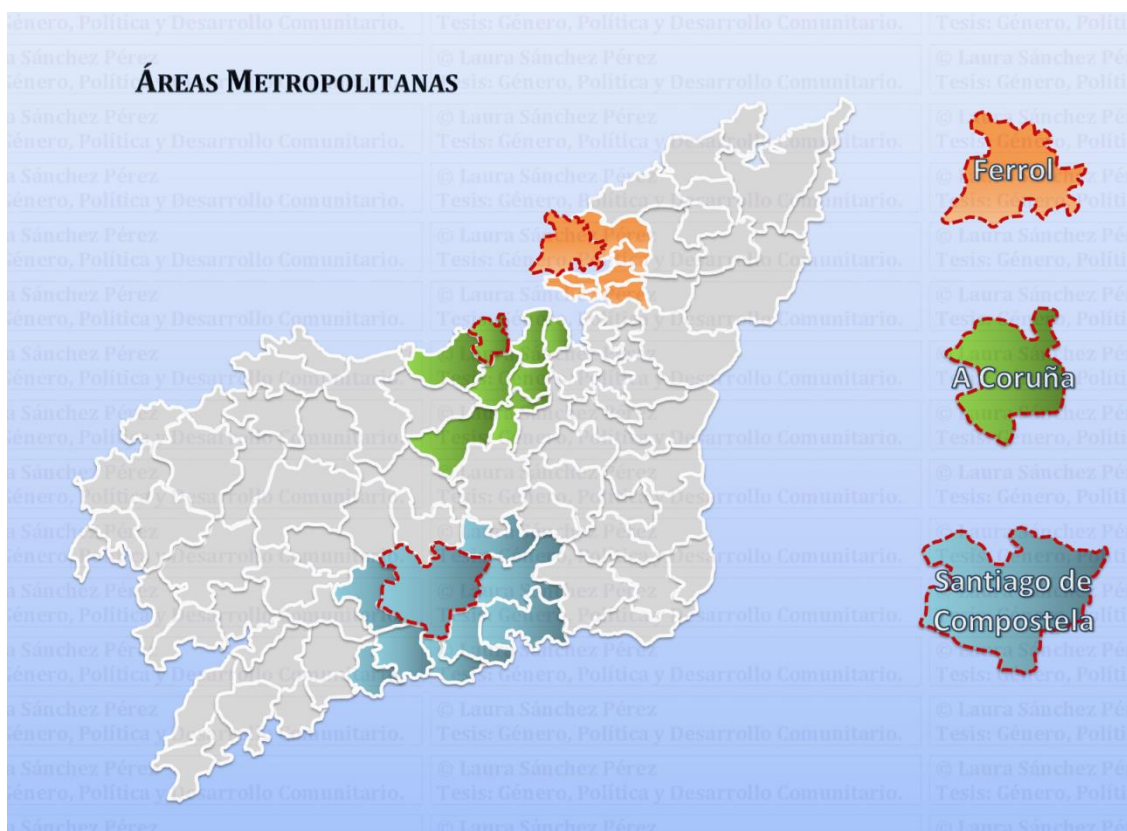 ÁREAS METROPOLITANAS
Ferrol
A Coruña
Santiago de
Compostela
© Laura Sánchez Pérez
Tesis: Género, Política y Desarrollo Comunitario.